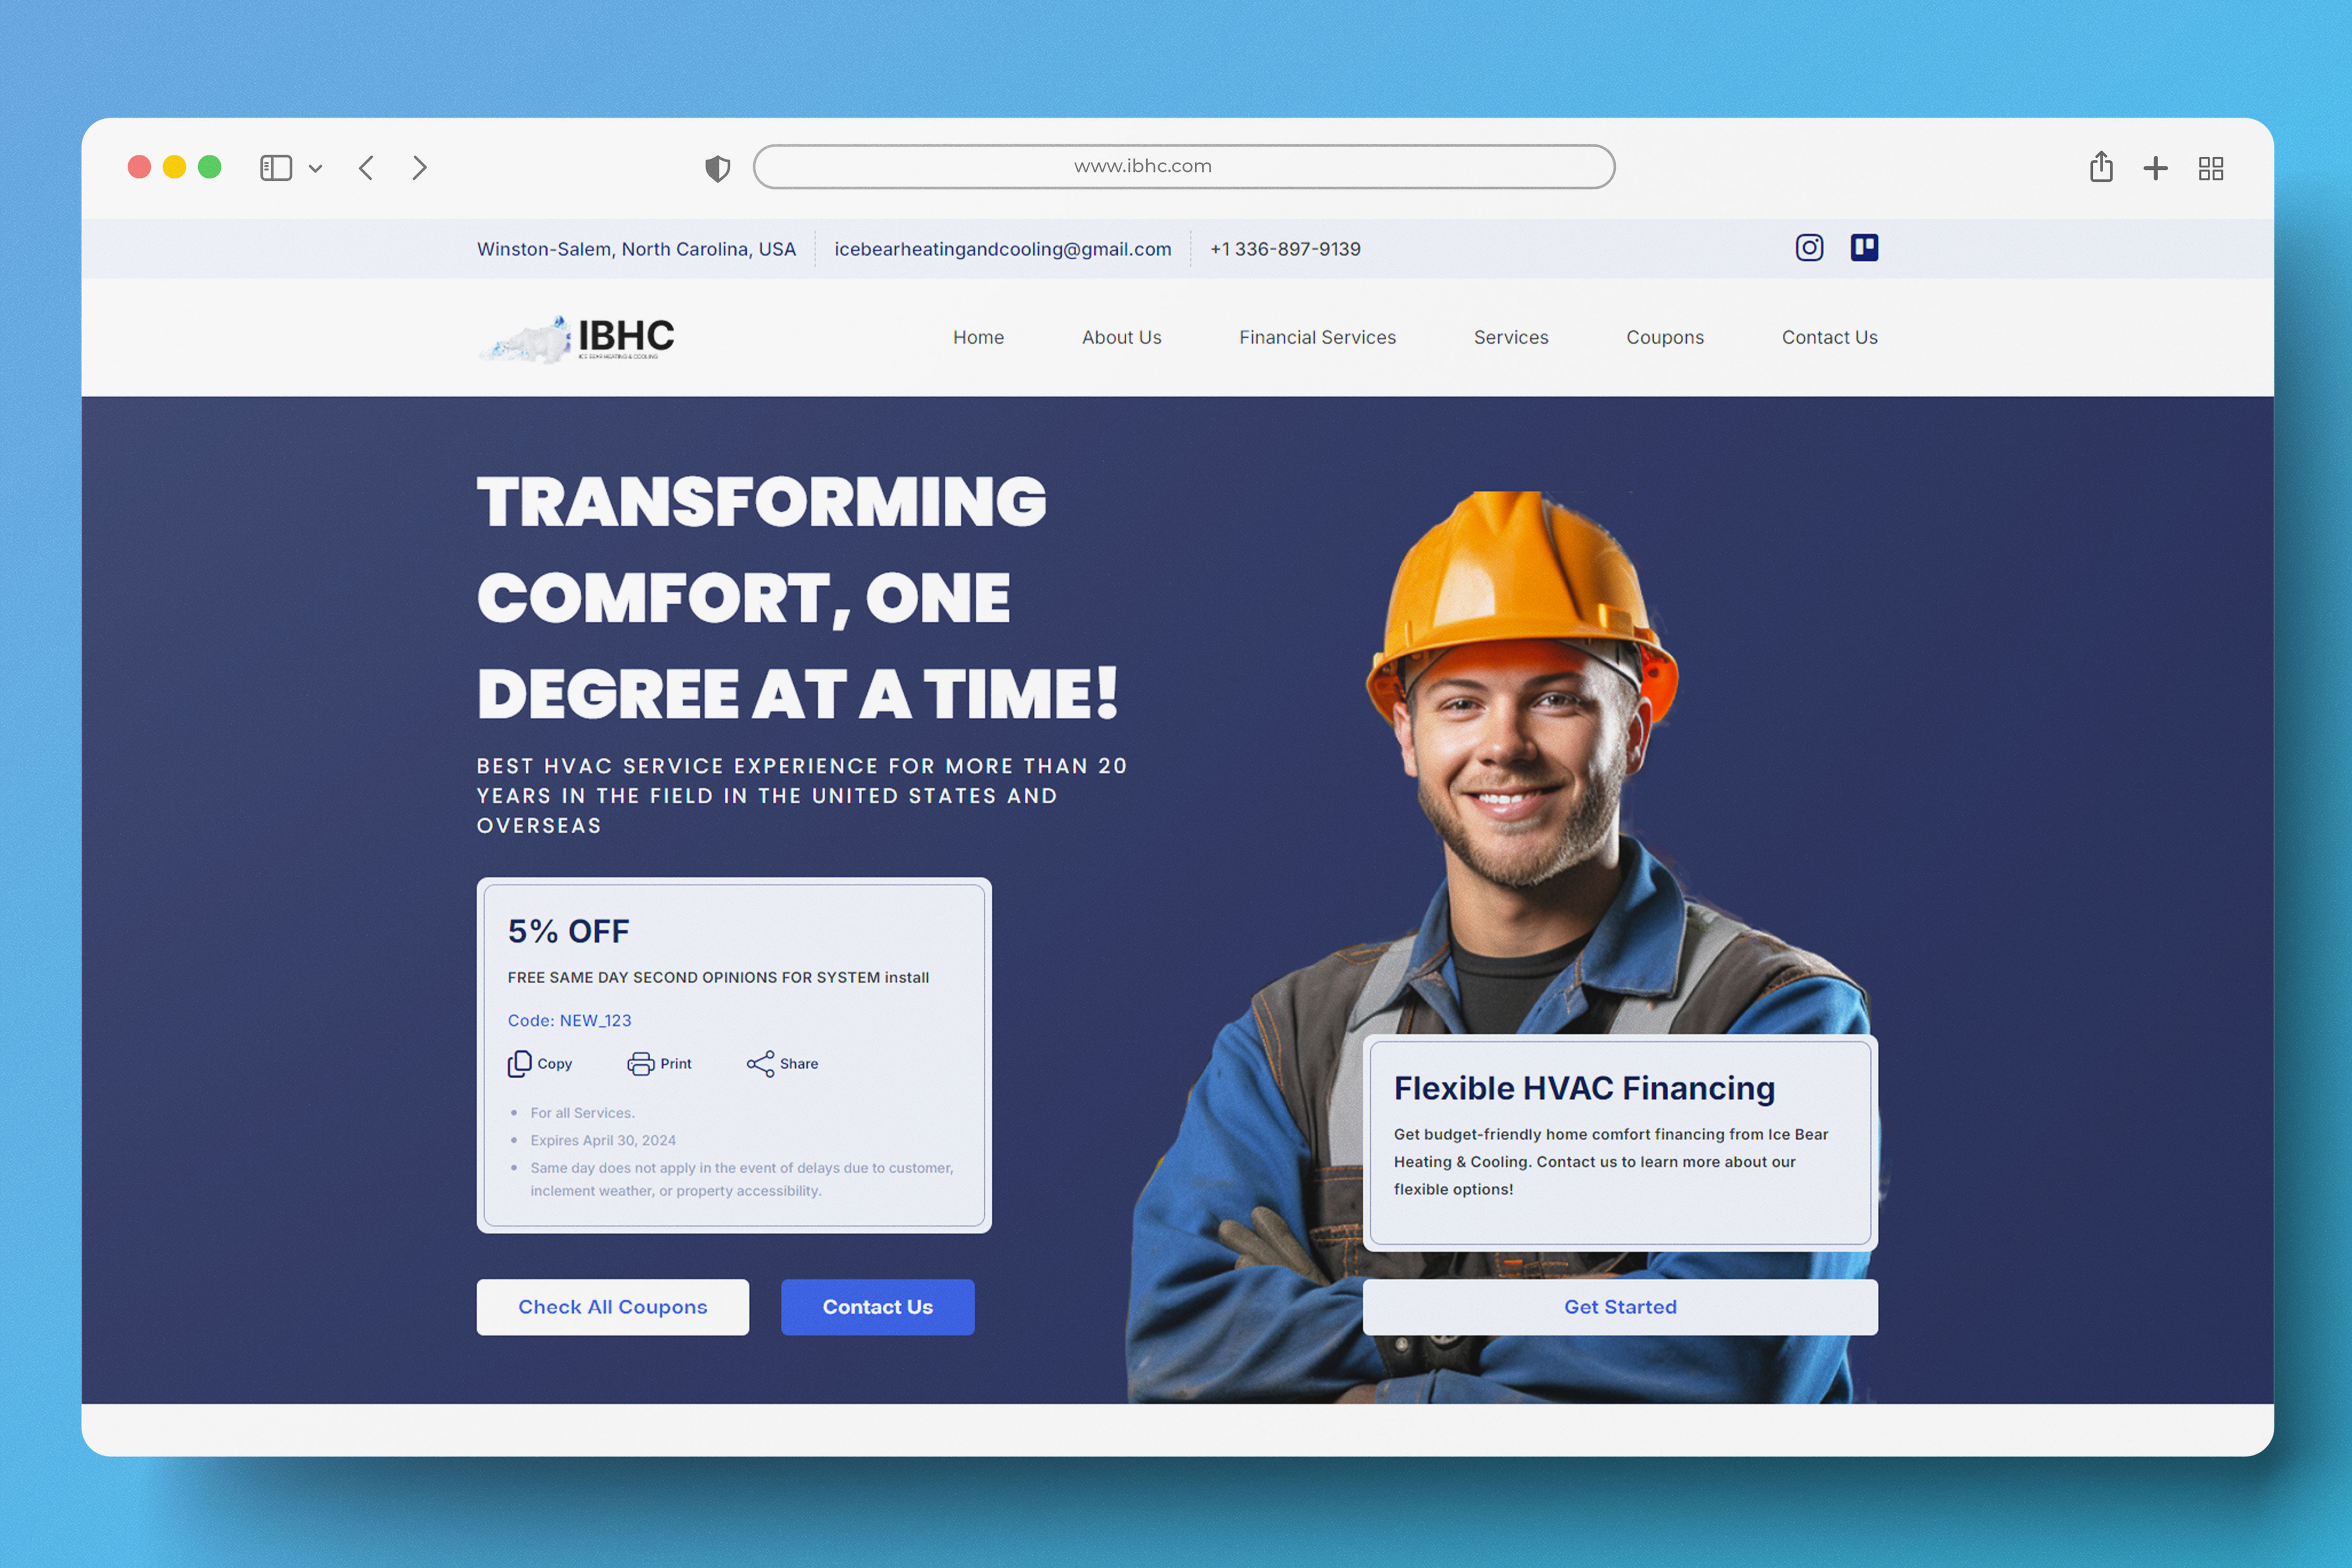 www.ibhc.com
Winston-Salem, North Carolina, USA
icebearheatingandcooling@gmail.com
+1 336-897-9139
IBHC
ICE BEAR HEATING & COOLING
Home
About Us
Financial Services
Services
Coupons
Contact Us
TRANSFORMING
COMFORT, ONE
DEGREE AT A TIME!
BEST HVAC SERVICE EXPERIENCE FOR MORE THAN 20
YEARS IN THE FIELD IN THE UNITED STATES AND
OVERSEAS
5% OFF
FREE SAME DAY SECOND OPINIONS FOR SYSTEM install
Code: NEW_123
Copy
Print
Share
For all Services.
Expires April 30, 2024
Same day does not apply in the event of delays due to customer,
inclement weather, or property accessibility.
Check All Coupons
Contact Us
Flexible HVAC Financing
Get budget-friendly home comfort financing from Ice Bear
Heating & Cooling. Contact us to learn more about our
flexible options!
Get Started